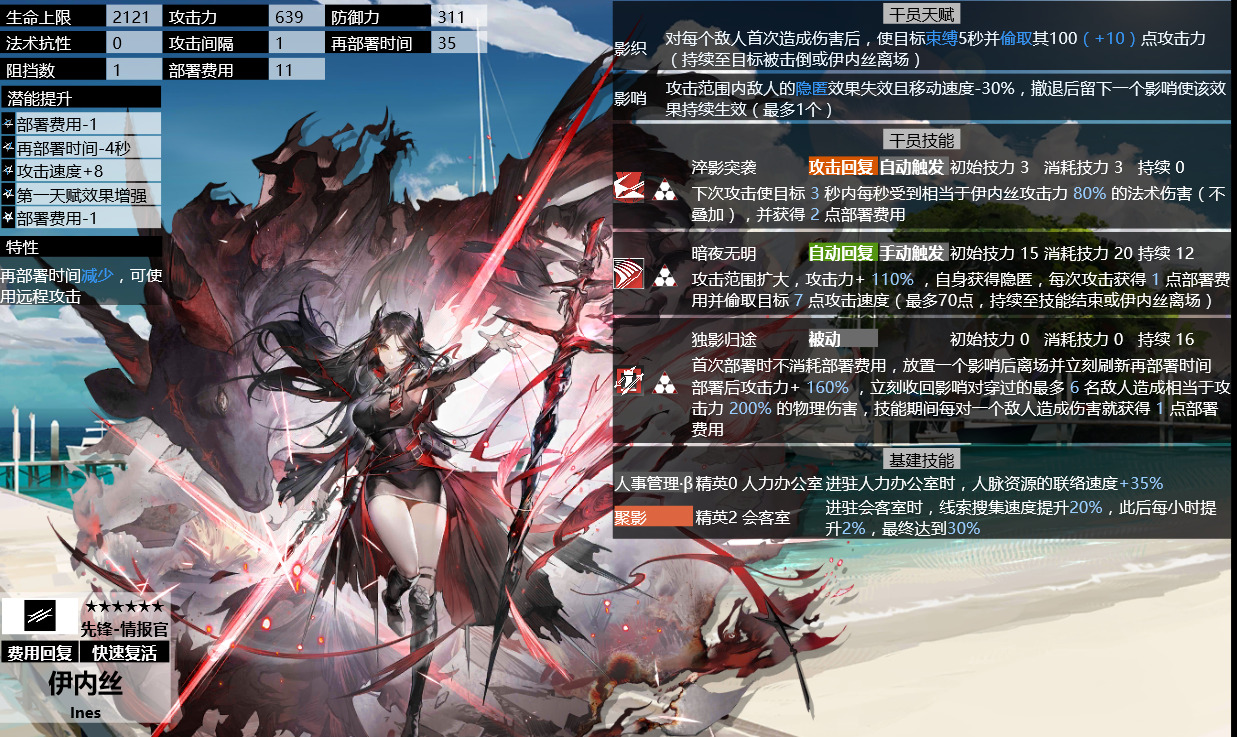 生命上限 2121 攻击力 639 防御力 311
法术抗性 0 攻击间隔 1 再部署时间 35
阻挡数 1 部署费用 11
潜能提升
部署费用-1
再部署时间-4秒
攻击速度+8
第一天赋效果增强
部署费用-1
特性
再部署时间减少，可使
用远程攻击
干员天赋
影织
对每个敌人首次造成伤害后，使目标束缚5秒并偷取其100（+10）点攻击力
（持续至目标被击倒或伊内丝离场）
影哨
攻击范围内敌人的隐匿效果失效且移动速度-30%，撤退后留下一个影哨使该效
果持续生效（最多1个）
干员技能
淬影突袭 攻击回复 自动触发 初始技力 3 消耗技力 3 持续 0
下次攻击使目标 3 秒内每秒受到相当于伊内丝攻击力 80% 的法术伤害（不
叠加），并获得 2 点部署费用
暗夜无明 自动回复 手动触发 初始技力 15 消耗技力 20 持续 12
攻击范围扩大，攻击力+ 110% ，自身获得隐匿，每次攻击获得 1 点部署费
用并偷取目标 7 点攻击速度（最多70点，持续至技能结束或伊内丝离场）
独影归途 被动 初始技力 0 消耗技力 0 持续 16
首次部署时不消耗部署费用，放置一个影哨后离场并立刻刷新再部署时间
部署后攻击力+ 160% ，立刻收回影哨对穿过的最多 6 名敌人造成相当于攻
击力 200% 的物理伤害，技能期间每对一个敌人造成伤害就获得 1 点部署
费用
基建技能
人事管理·β 精英0 人力办公室 进驻人力办公室时，人脉资源的联络速度+35%
聚影 精英2 会客室
进驻会客室时，线索搜集速度提升20%，此后每小时提
升2%，最终达到30%
★★★★★★
先锋-情报官
费用回复 快速复活
伊内丝
Ines